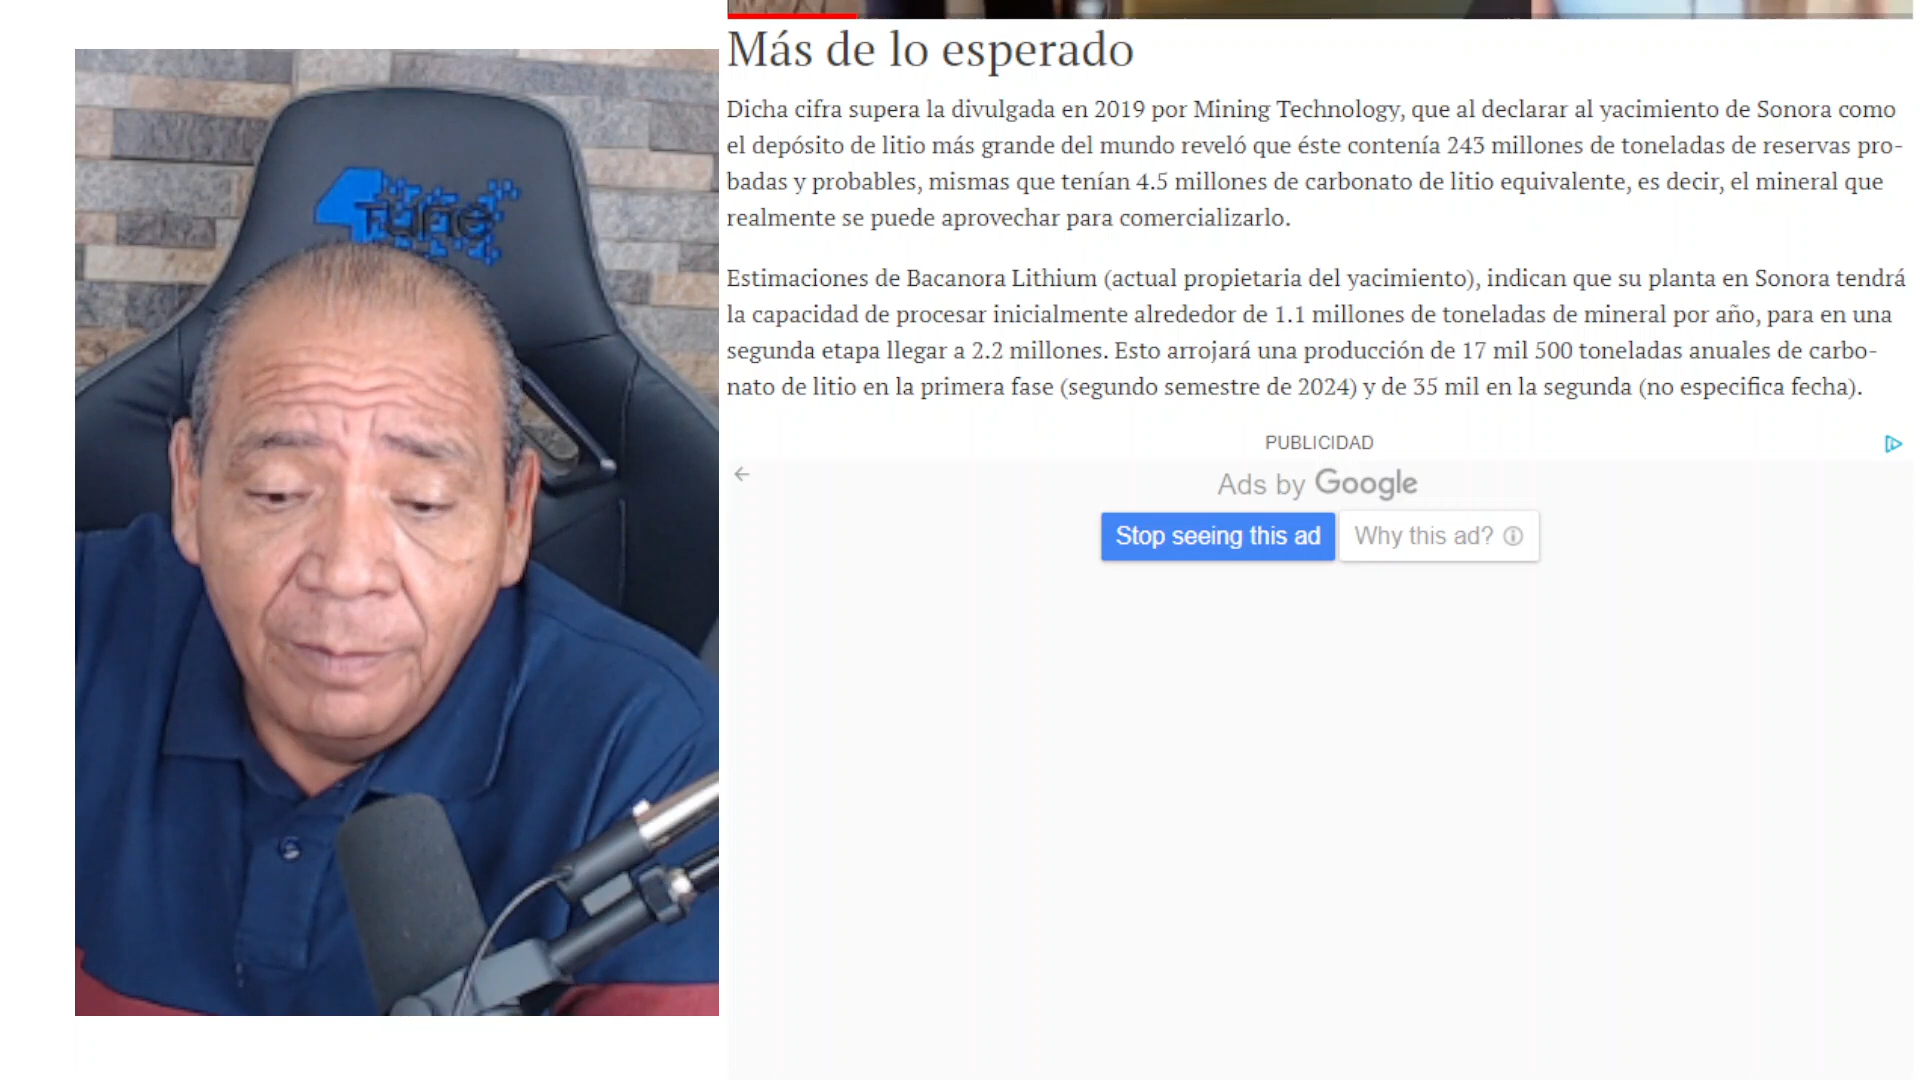 4Tune
Más de lo esperado
Dicha cifra supera la divulgada en 2019 por Mining Technology, que al declarar al yacimiento de Sonora como
el depósito de litio más grande del mundo reveló que éste contenía 243 millones de toneladas de reservas pro-
badas y probables, mismas que tenían 4.5 millones de carbonato de litio equivalente, es decir, el mineral que
realmente se puede aprovechar para comercializarlo.
Estimaciones de Bacanora Lithium (actual propietaria del yacimiento), indican que su planta en Sonora tendrá
la capacidad de procesar inicialmente alrededor de 1.1 millones de toneladas de mineral por año, para en una
segunda etapa llegar a 2.2 millones. Esto arrojará una producción de 17 mil 500 toneladas anuales de carbo-
nato de litio en la primera fase (segundo semestre de 2024) y de 35 mil en la segunda (no especifica fecha).
PUBLICIDAD
Ads by Google
Stop seeing this ad
Why this ad?